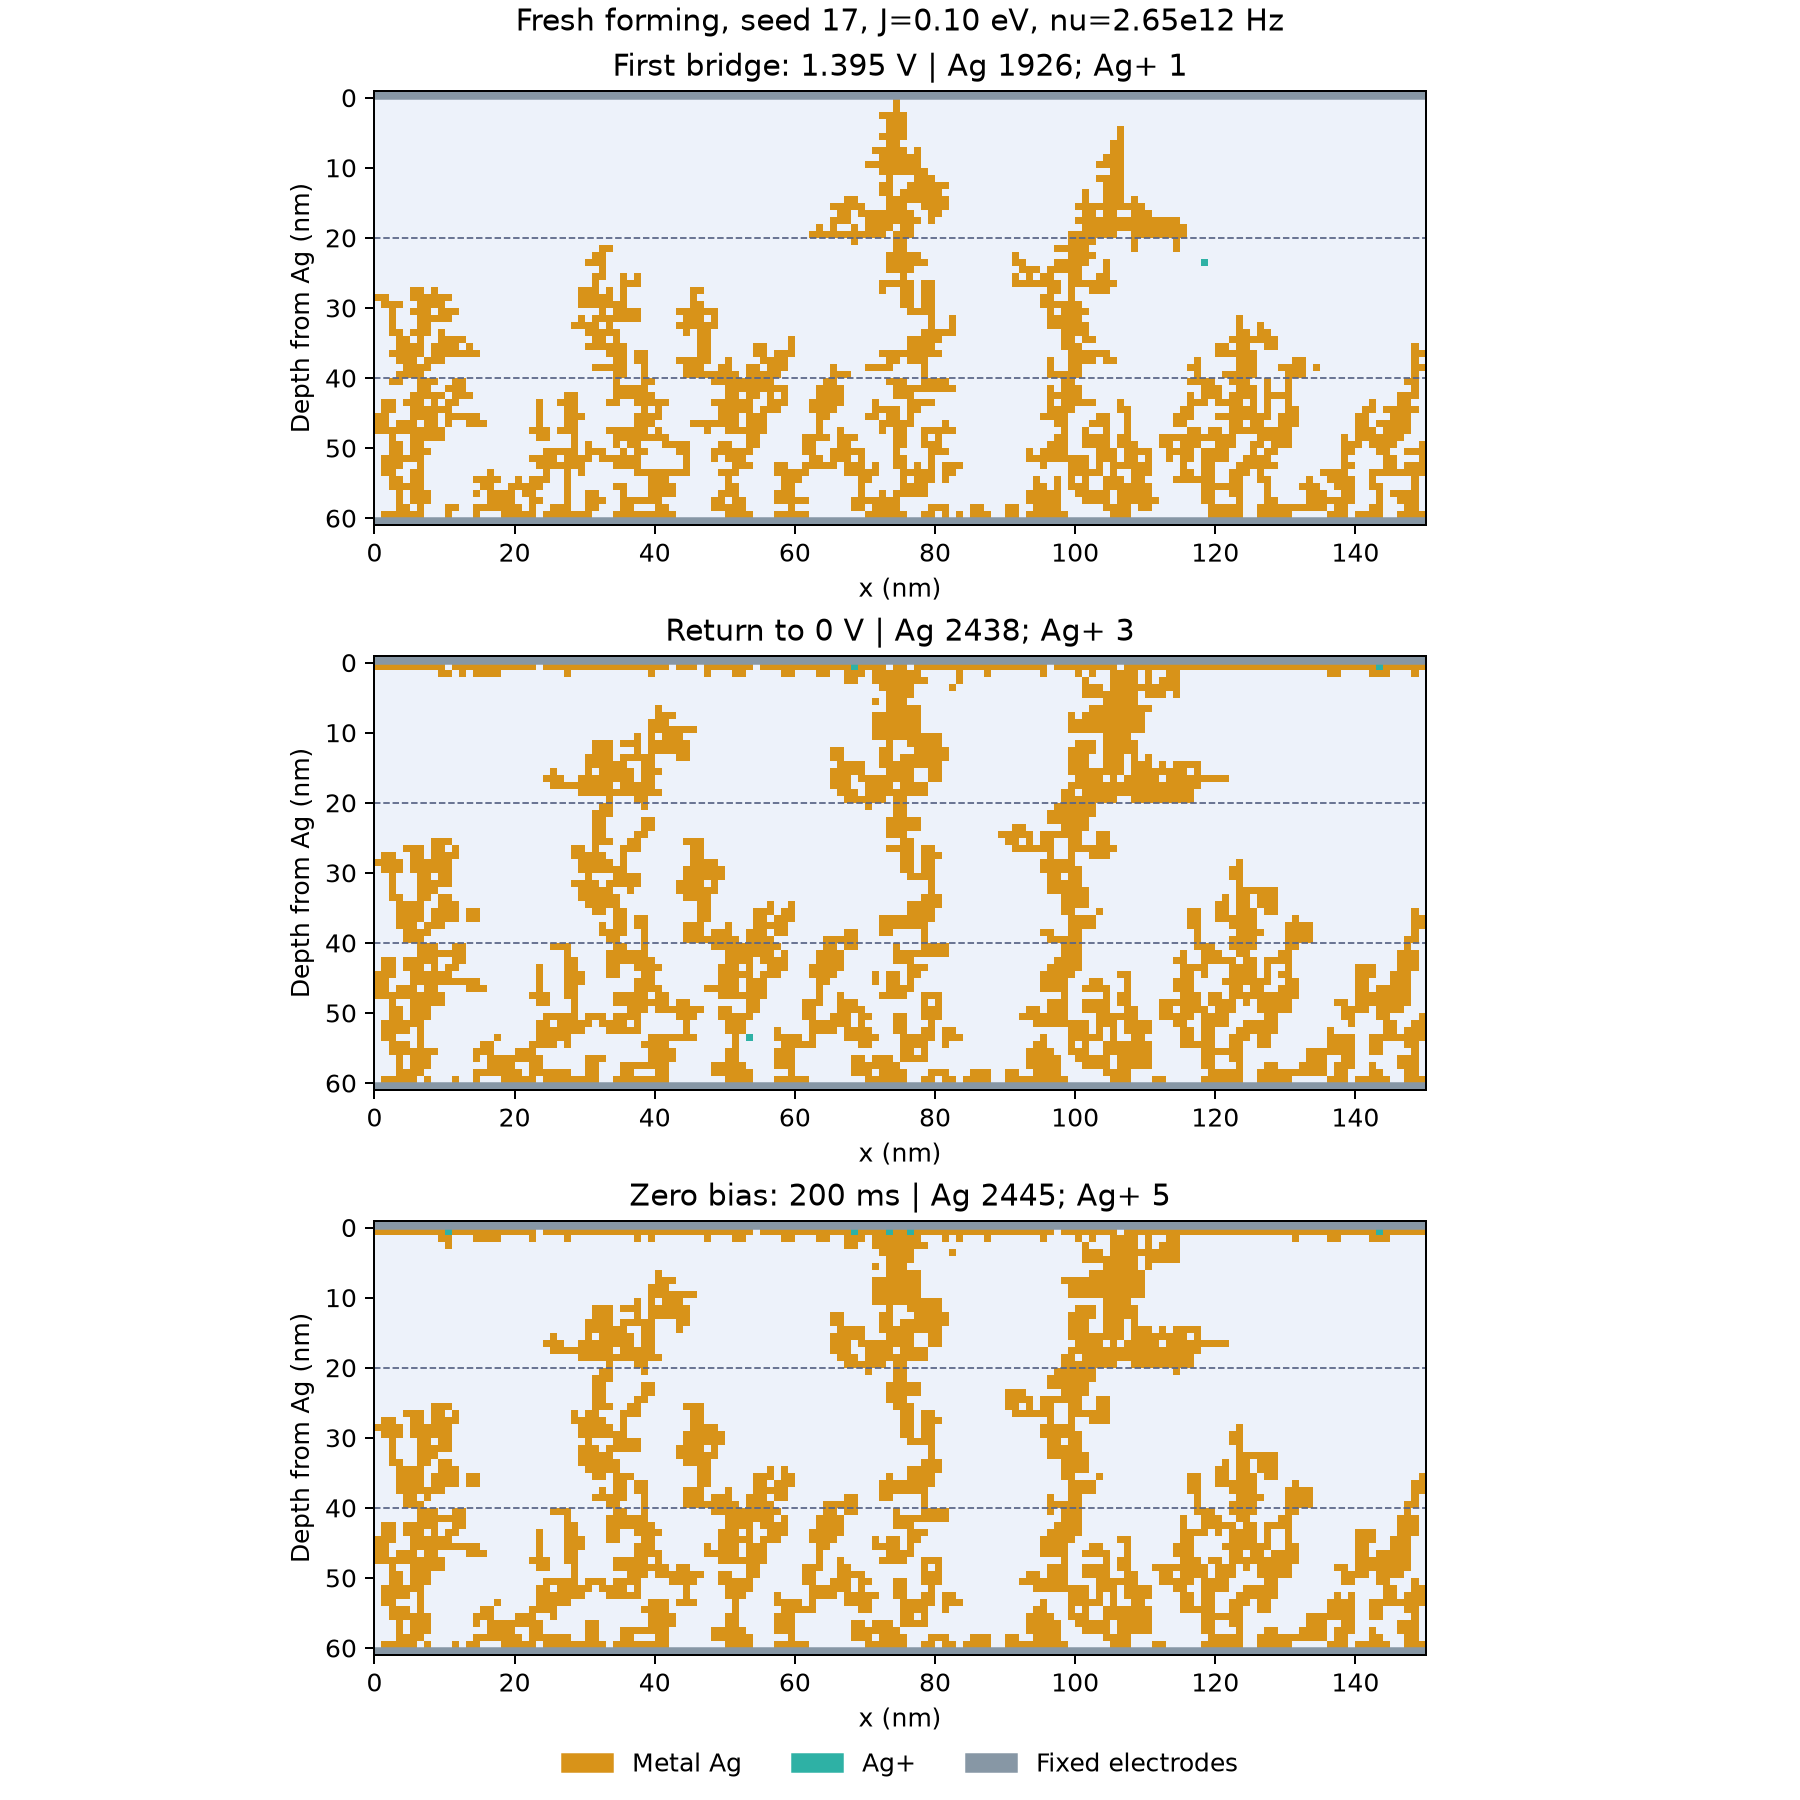 Fresh forming, seed 17, J=0.10 eV, nu=2.65e12 Hz
First bridge: 1.395 V | Ag 1926; Ag+ 1
Depth from Ag (nm)
0
10
20
30
40
50
60
0 20 40 60 80 100 120 140
x (nm)
Return to 0 V | Ag 2438; Ag+ 3
Depth from Ag (nm)
0
10
20
30
40
50
60
0 20 40 60 80 100 120 140
x (nm)
Zero bias: 200 ms | Ag 2445; Ag+ 5
Depth from Ag (nm)
0
10
20
30
40
50
60
0 20 40 60 80 100 120 140
x (nm)
Metal Ag Ag+ Fixed electrodes